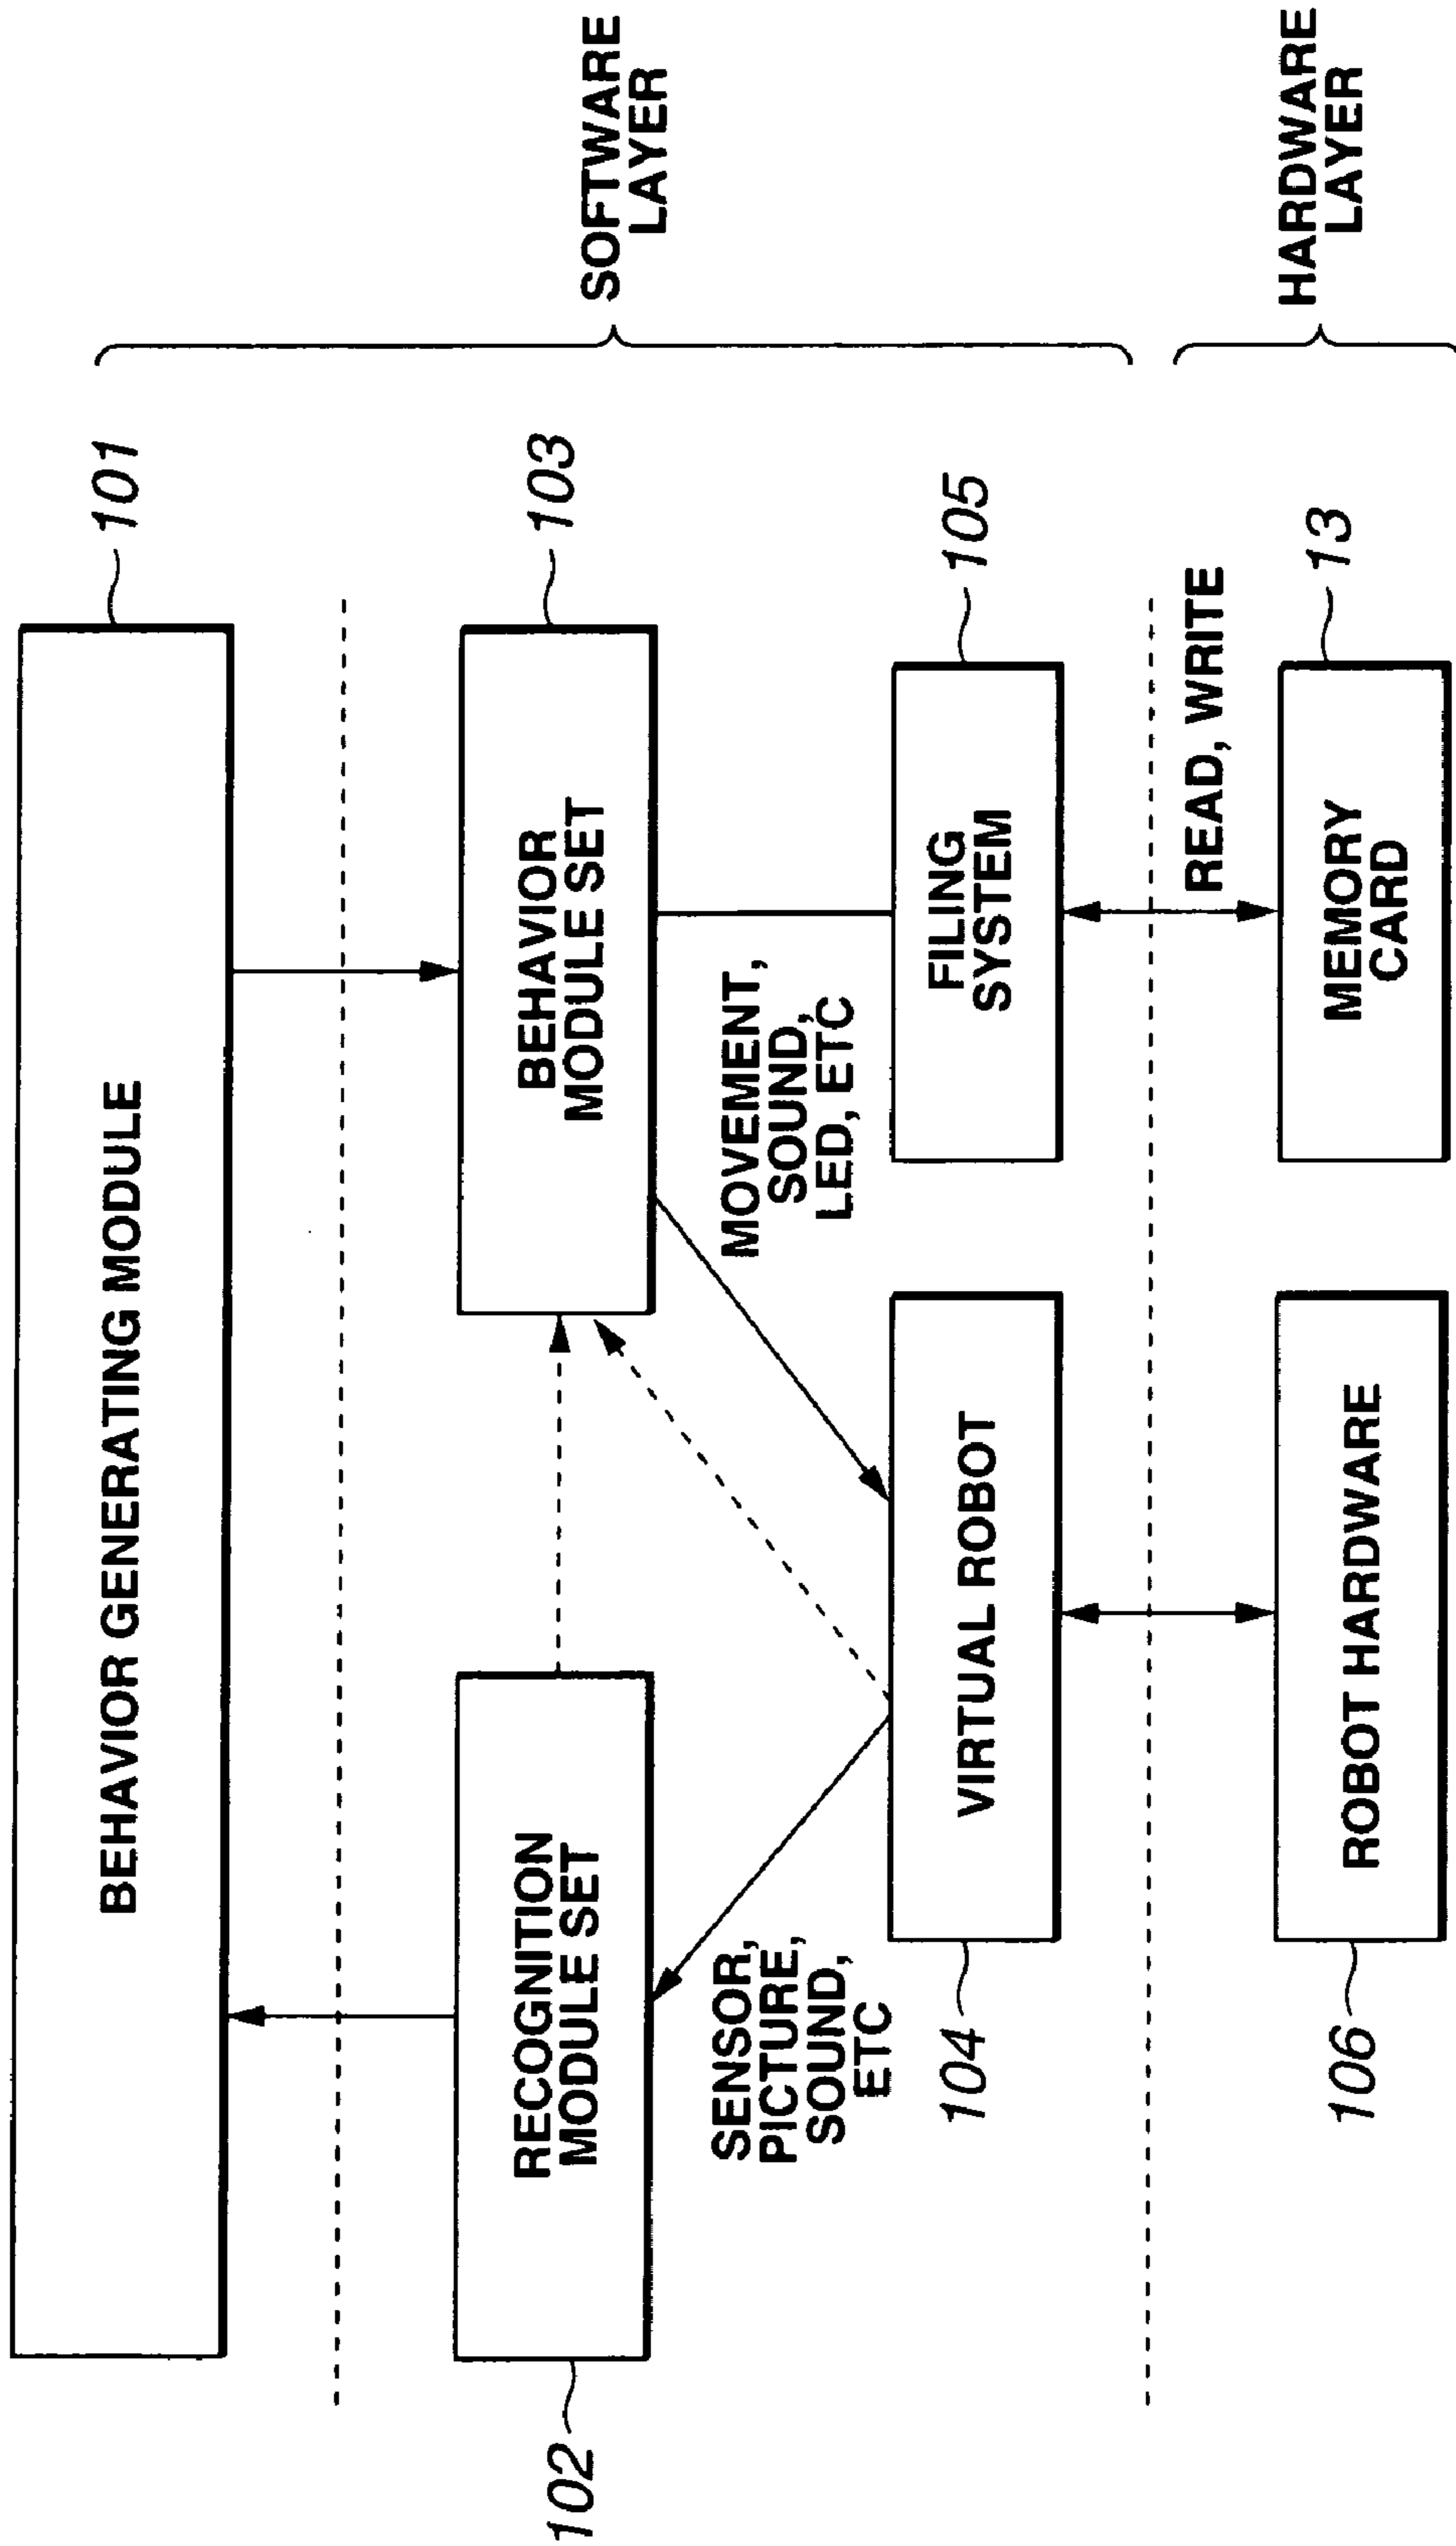 101
BEHAVIOR GENERATING MODULE
SOFTWARE
LAYER
102
RECOGNITION
MODULE SET
103
BEHAVIOR
MODULE SET
SENSOR,
PICTURE,
SOUND,
ETC
MOVEMENT,
SOUND,
LED, ETC
104
VIRTUAL ROBOT
105
FILING
SYSTEM
READ, WRITE
106
ROBOT HARDWARE
13
MEMORY
CARD
HARDWARE
LAYER